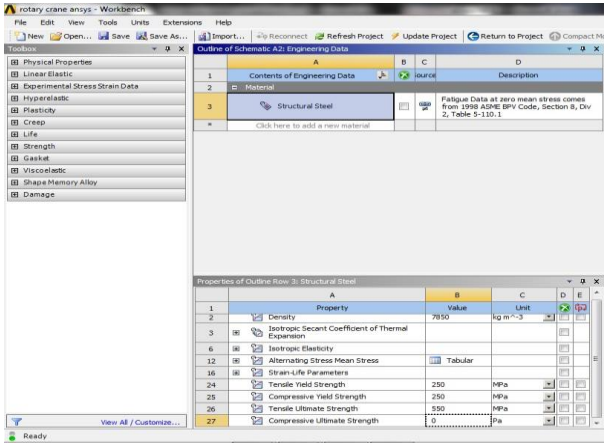 rotary crane ansys - Workbench
File Edit View Tools Units Extensions Help
New Open... Save Save As... Import... Reconnect Refresh Project Update Project Return to Project Compact
Toolbox
Physical Properties
Linear Elastic
Experimental Stress Strain Data
Hyperelastic
Plasticity
Creep
Life
Strength
Gasket
Viscoelastic
Shape Memory Alloy
Damage
View All / Customize...
Outline of Schematic A2: Engineering Data
A B C D
1 Contents of Engineering Data ource Description
2 Material
3 Structural Steel Fatigue Data at zero mean stress comes
from 1998 ASME BPV Code, Section 8, Div
2, Table 5-110.1
* Click here to add a new material
Properties of Outline Row 3: Structural Steel
A B C D E
1 Property Value Unit
2 Density 7850 kg m^-3
3 Isotropic Secant Coefficient of Thermal
Expansion
6 Isotropic Elasticity
12 Alternating Stress Mean Stress Tabular
16 Strain-Life Parameters
24 Tensile Yield Strength 250 MPa
25 Compressive Yield Strength 250 MPa
26 Tensile Ultimate Strength 550 MPa
27 Compressive Ultimate Strength 0 Pa
Ready